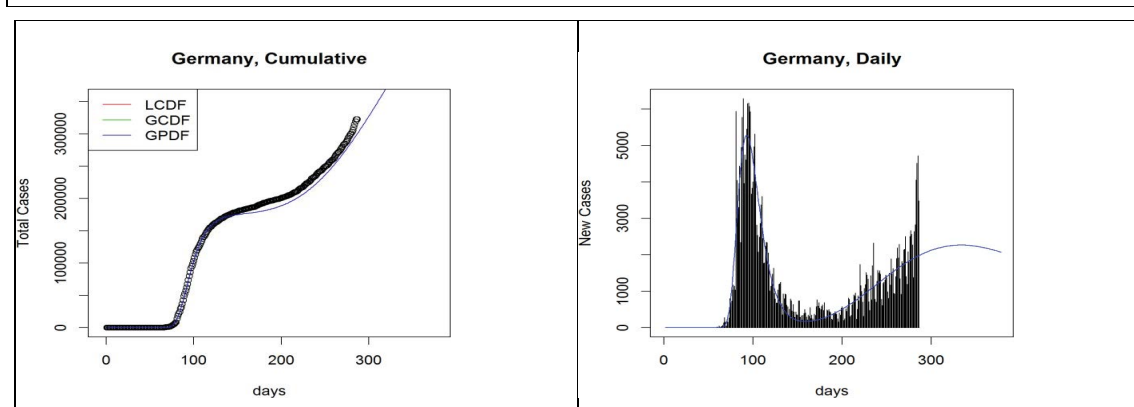 Germany, Cumulative
LCDF
GCDF
GPDF
Total Cases
0
100000
200000
300000
0
100
200
300
days
Germany, Daily
New Cases
0
1000
3000
5000
0
100
200
300
days